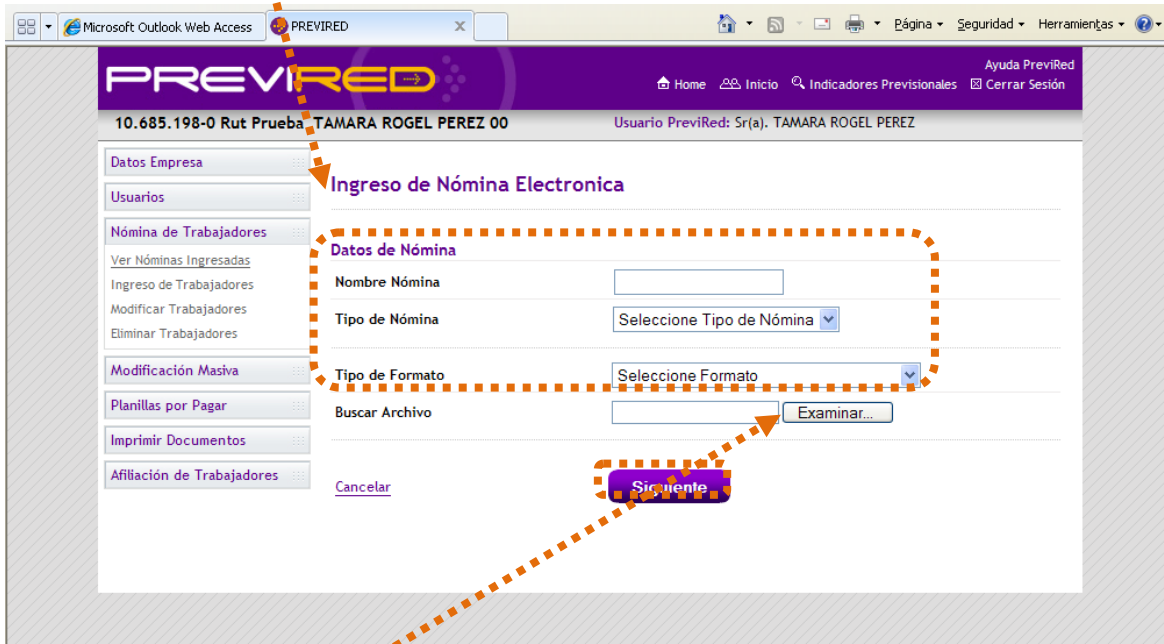 Microsoft Outlook Web Access
PREVIRED
X
Página
Seguridad
Herramientas
PREVIRED
Ayuda PreviRed
Home Inicio Indicadores Previsionales Cerrar Sesión
10.685.198-0 Rut Prueba TAMARA ROGEL PEREZ 00
Usuario PreviRed: Sr(a). TAMARA ROGEL PEREZ
Datos Empresa
Usuarios
Nómina de Trabajadores
Ver Nóminas Ingresadas
Ingreso de Trabajadores
Modificar Trabajadores
Eliminar Trabajadores
Modificación Masiva
Planillas por Pagar
Imprimir Documentos
Afiliación de Trabajadores
Ingreso de Nómina Electronica
Datos de Nómina
Nombre Nómina
Tipo de Nómina Seleccione Tipo de Nómina
Tipo de Formato Seleccione Formato
Buscar Archivo Examinar...
Cancelar Siguiente